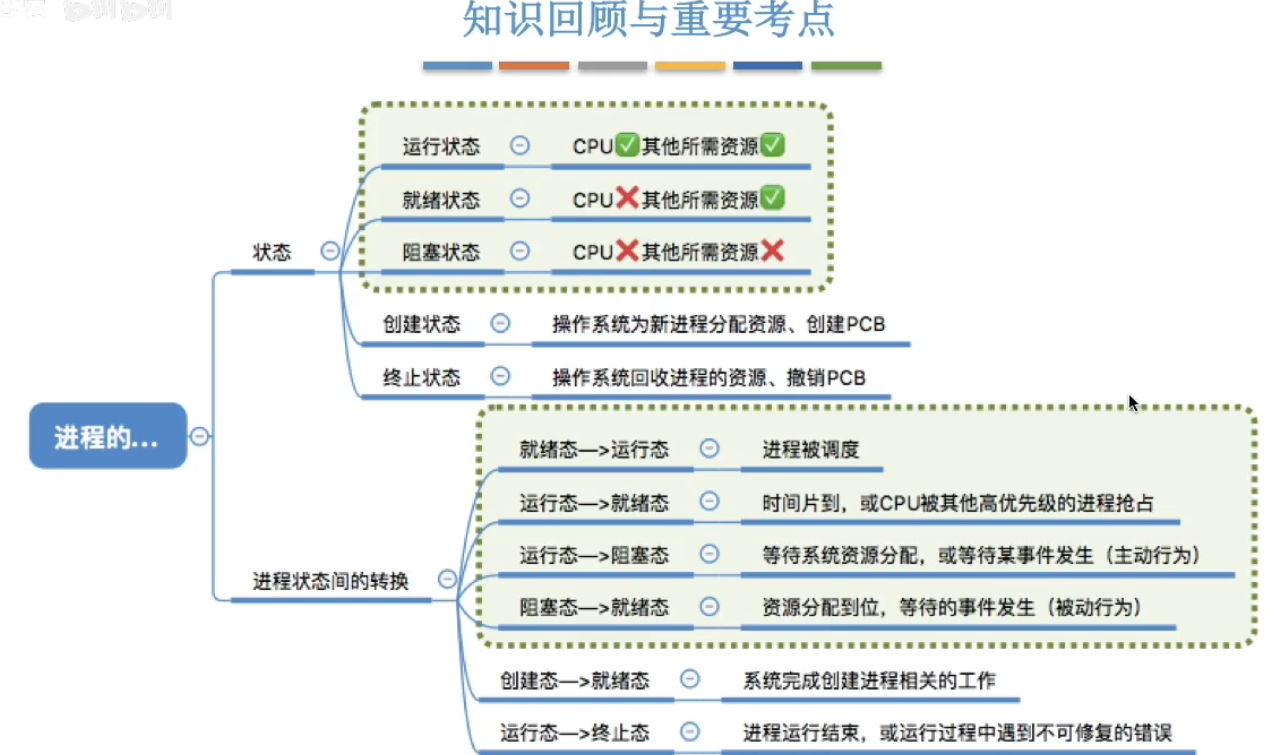 知识回顾与重要考点
运行状态 CPU✅其他所需资源✅
就绪状态 CPU❌其他所需资源✅
状态 阻塞状态 CPU❌其他所需资源❌
创建状态 操作系统为新进程分配资源、创建PCB
终止状态 操作系统回收进程的资源、撤销PCB
进程的...
就绪态—>运行态 进程被调度
运行态—>就绪态 时间片到，或CPU被其他高优先级的进程抢占
运行态—>阻塞态 等待系统资源分配，或等待某事件发生（主动行为）
进程状态间的转换 阻塞态—>就绪态 资源分配到位，等待的事件发生（被动行为）
创建态—>就绪态 系统完成创建进程相关的工作
运行态—>终止态 进程运行结束，或运行过程中遇到不可修复的错误